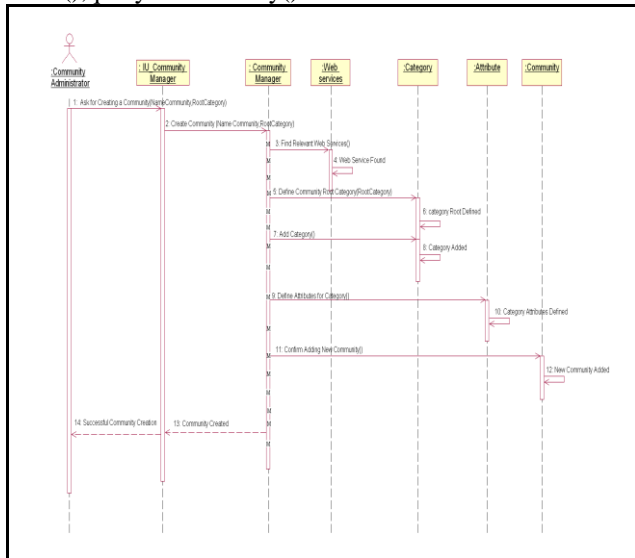 :Community
Administrator
: IU_Community
Manager
: Community
Manager
:Web
services
:Category
:Attribute
:Community
1: Ask for Creating a Community(NameCommunity,RootCategory)
2: Create Community (Name Community,RootCategory)
3: Find Relevant Web Services()
4: Web Service Found
5: Define Community Root Category(RootCategory)
6: category Root Defined
7: Add Category()
8: Category Added
9: Define Attributes for Category()
10: Category Attributes Defined
11: Confirm Adding New Community()
12: New Community Added
13: Community Created
14: Successful Community Creation